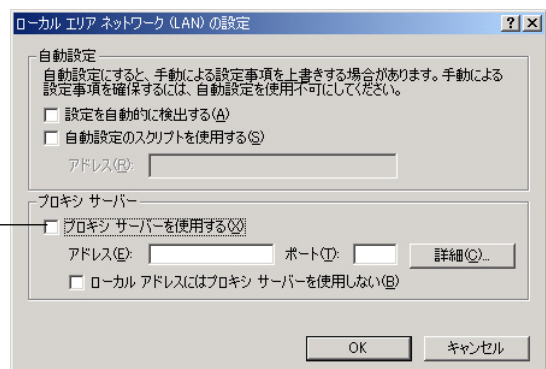 ローカル エリア ネットワーク (LAN) の設定
自動設定
自動設定にすると、手動による設定事項を上書きする場合があります。手動による
設定事項を確保するには、自動設定を使用不可にしてください。
設定を自動的に検出する(A)
自動設定のスクリプトを使用する(S)
アドレス(R):
プロキシ サーバー
プロキシ サーバーを使用する(X)
アドレス(E): ポート(T): 詳細(C)...
ローカル アドレスにはプロキシ サーバーを使用しない(B)
OK キャンセル